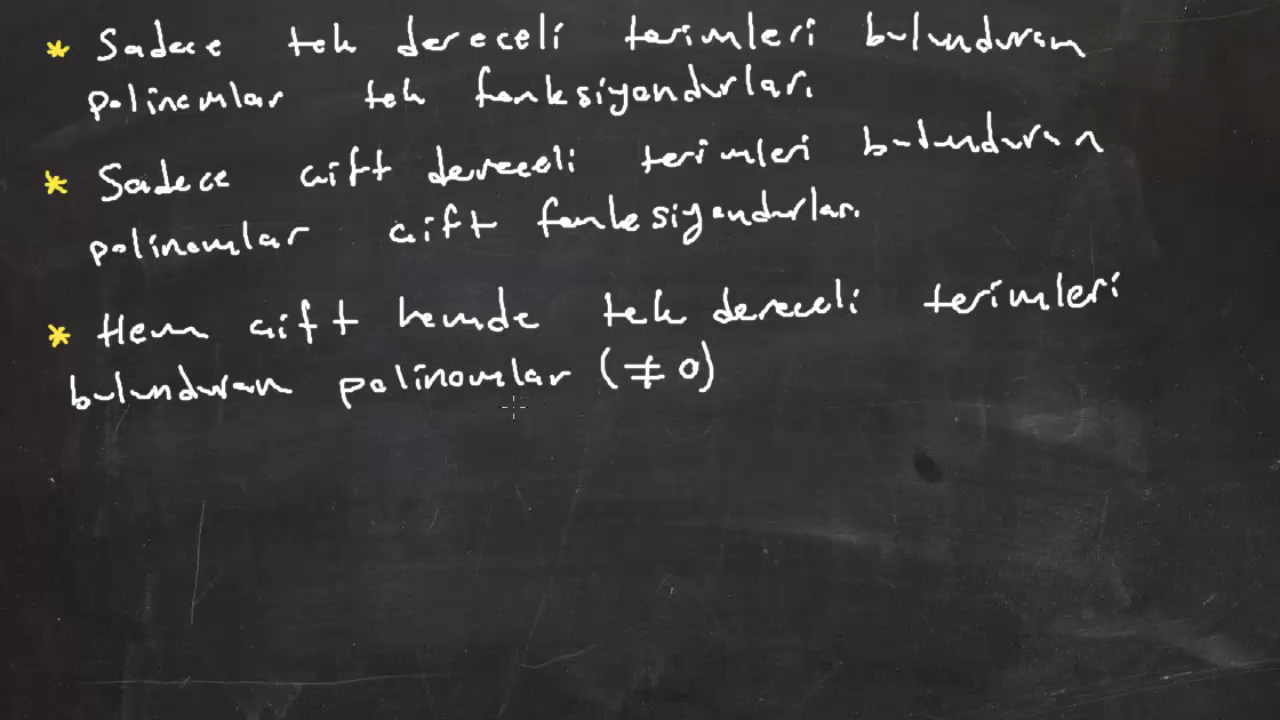 * Sadece tek dereceli terimleri bulunduran
polinomlar tek fonksiyondurlar.
* Sadece çift dereceli terimleri bulunduran
polinomlar çift fonksiyondurlar.
* Hem çift hemde tek dereceli terimleri
bulunduran polinomlar (≠ 0)